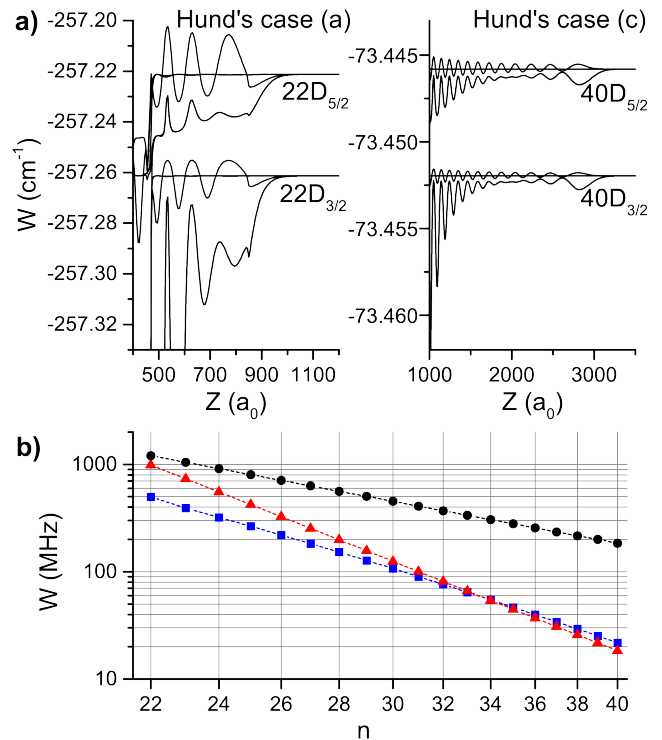 a) Hund's case (a) Hund's case (c)
-257.20
-257.22
-257.24
-257.26
-257.28
-257.30
-257.32
W (cm⁻¹)
22D₅/₂
22D₃/₂
500 700 900 1100
Z (a₀)
-73.445
-73.450
-73.455
-73.460
40D₅/₂
40D₃/₂
1000 2000 3000
Z (a₀)
b)
1000
100
10
W (MHz)
22 24 26 28 30 32 34 36 38 40
n